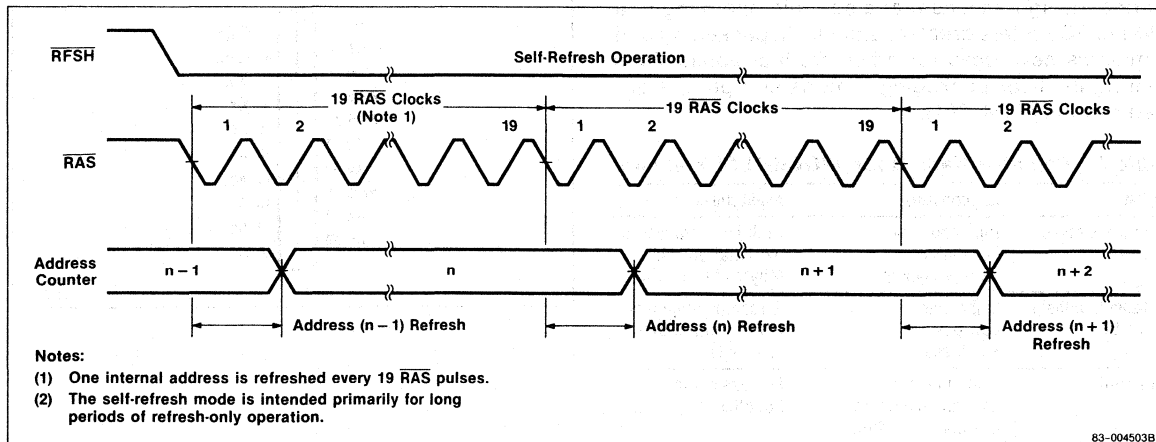 RFSH
Self-Refresh Operation
19 RAS Clocks
(Note 1)
19 RAS Clocks
19 RAS Clocks
1 2 19 1 2 19 1 2
RAS
Address
Counter
n − 1 n n + 1 n + 2
Address (n − 1) Refresh
Address (n) Refresh
Address (n + 1)
Refresh
Notes:
(1) One internal address is refreshed every 19 RAS pulses.
(2) The self-refresh mode is intended primarily for long
periods of refresh-only operation.
83-004503B